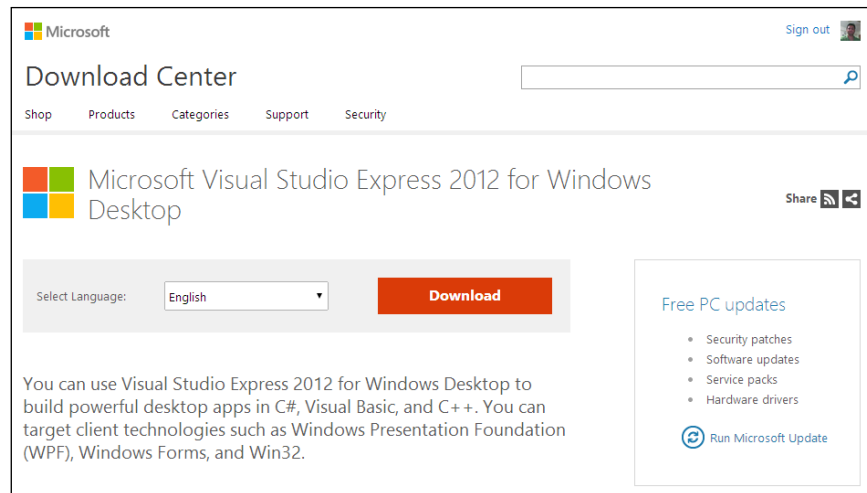 Microsoft
Sign out
Download Center
Shop Products Categories Support Security
Microsoft Visual Studio Express 2012 for Windows
Desktop
Share
Select Language: English Download
You can use Visual Studio Express 2012 for Windows Desktop to
build powerful desktop apps in C#, Visual Basic, and C++. You can
target client technologies such as Windows Presentation Foundation
(WPF), Windows Forms, and Win32.
Free PC updates
Security patches
Software updates
Service packs
Hardware drivers
Run Microsoft Update